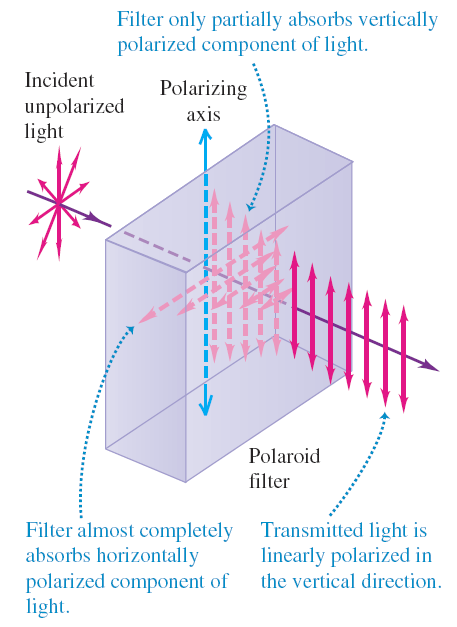 Filter only partially absorbs vertically
polarized component of light.
Incident
unpolarized
light
Polarizing
axis
Polaroid
filter
Filter almost completely
absorbs horizontally
polarized component of
light.
Transmitted light is
linearly polarized in
the vertical direction.